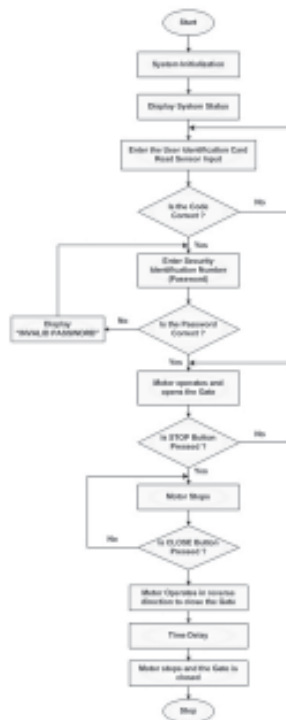 Start
System Initialization
Display System Status
Enter the User Identification Card
Read Sensor Input
Is the Code
Correct ?
No
Yes
Enter Security
Identification Number
(Password)
Display
"INVALID PASSWORD"
No
Is the Password
Correct ?
Yes
Motor operates and
opens the Gate
Is STOP Button
Pressed ?
No
Yes
Motor Stops
No
Is CLOSE Button
Pressed ?
Motor Operates in reverse
direction to close the Gate
Time Delay
Motor stops and the Gate is
closed
Stop